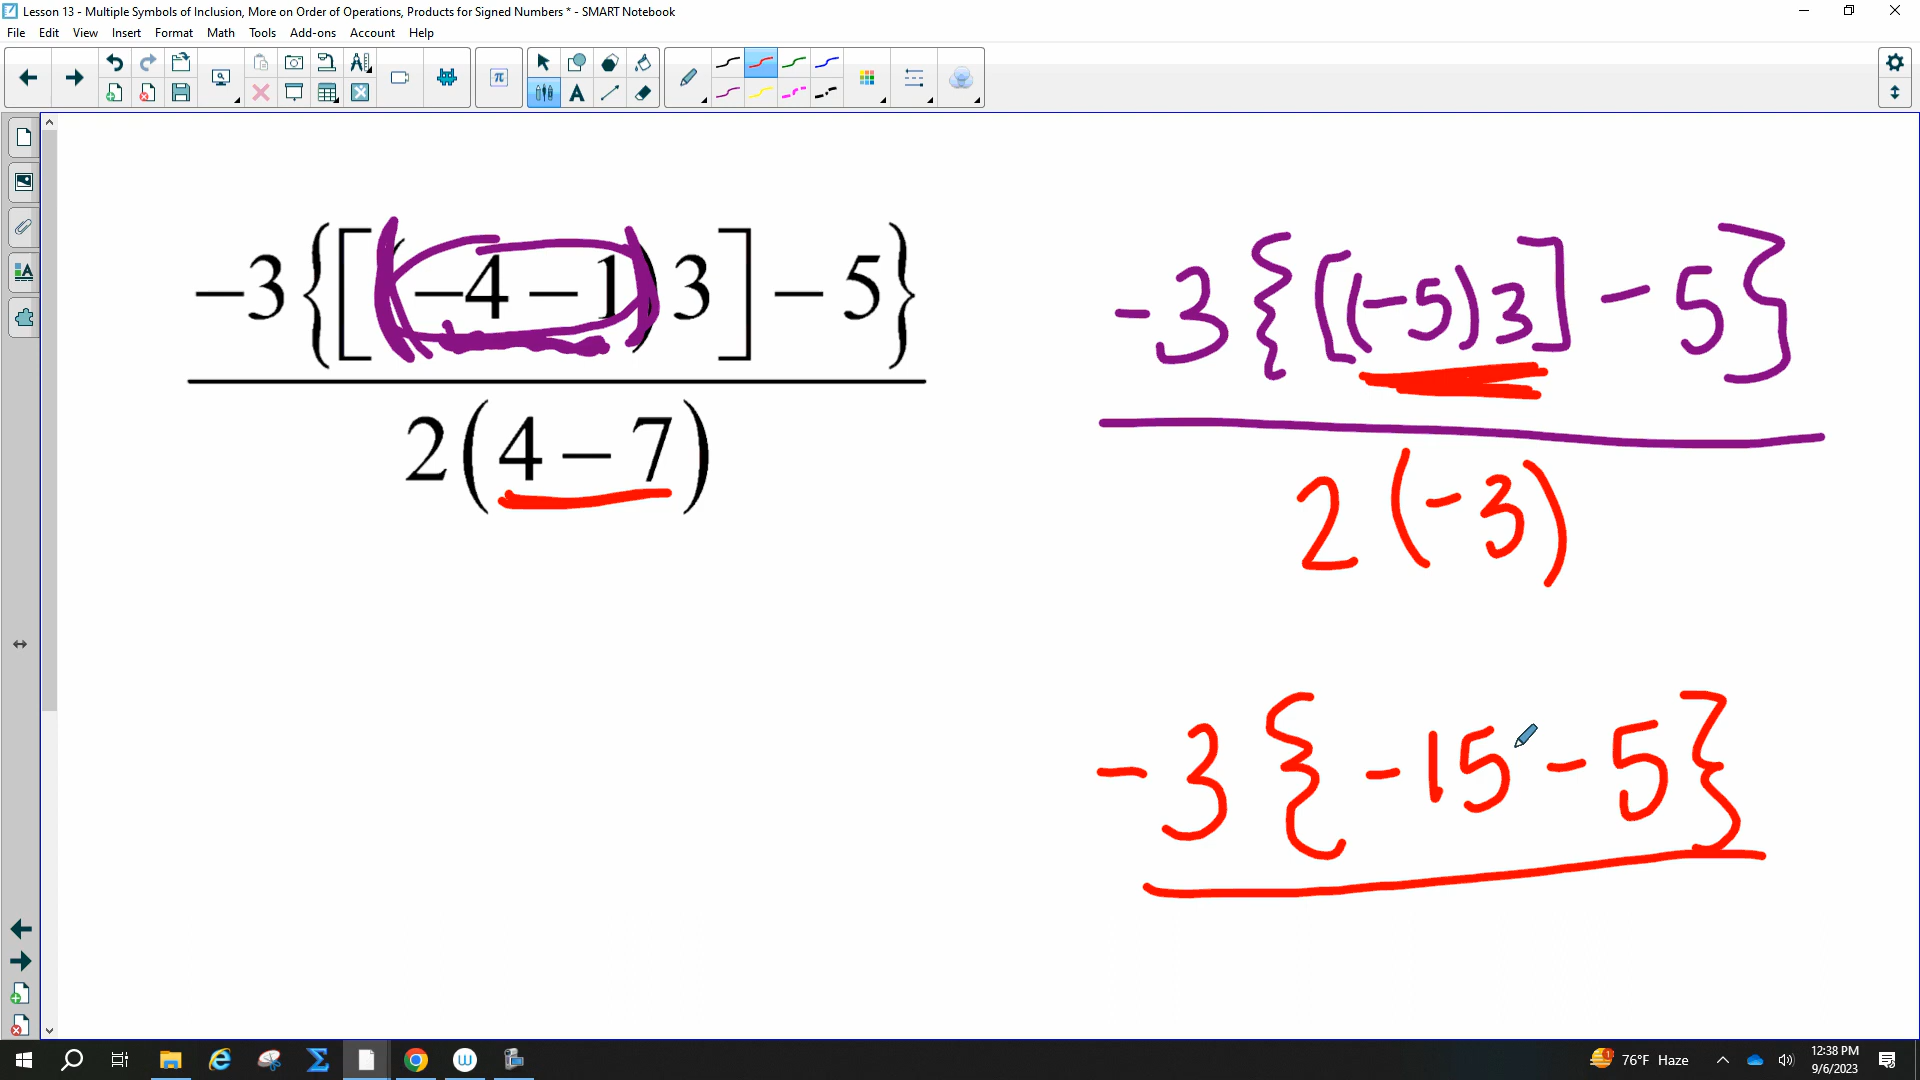 Lesson 13 - Multiple Symbols of Inclusion, More on Order of Operations, Products for Signed Numbers * - SMART Notebook
File Edit View Insert Format Math Tools Add-ons Account Help
−3{[(−4−1)3]−5}
2(4−7)
-3{[(-5)3]-5}
2(-3)
-3{-15-5}
76°F Haze
12:38 PM
9/6/2023